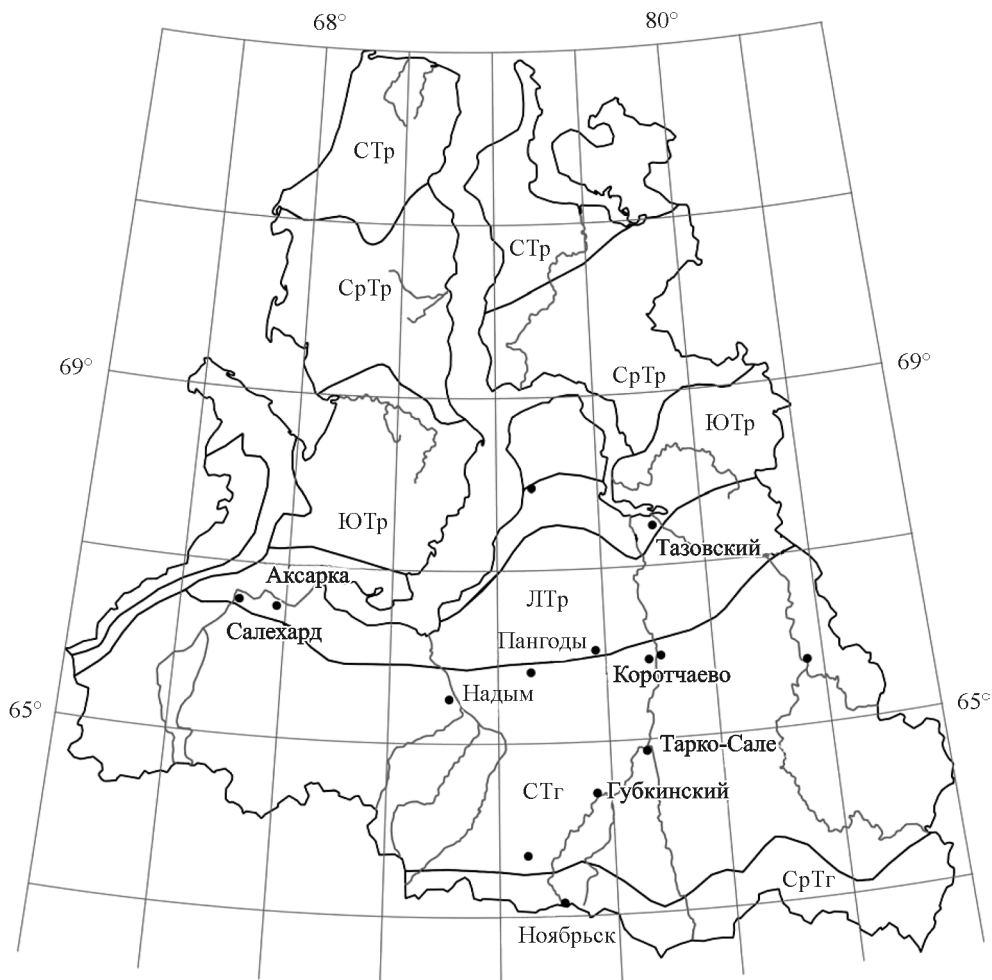 68°
80°
СТр
СТр
СрТр
69°
69°
СрТр
ЮТр
ЮТр
Тазовский
Аксарка
ЛТр
Салехард
Пангоды
Коротчаево
Надым
65°
65°
Тарко-Сале
СТг
Губкинский
СрТг
Ноябрьск